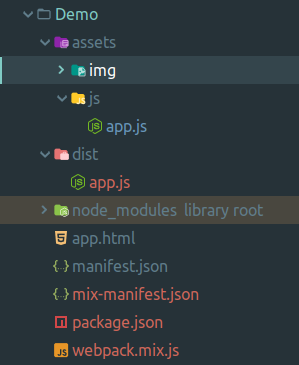 Demo
assets
img
js
app.js
dist
app.js
node_modules library root
app.html
manifest.json
mix-manifest.json
package.json
webpack.mix.js